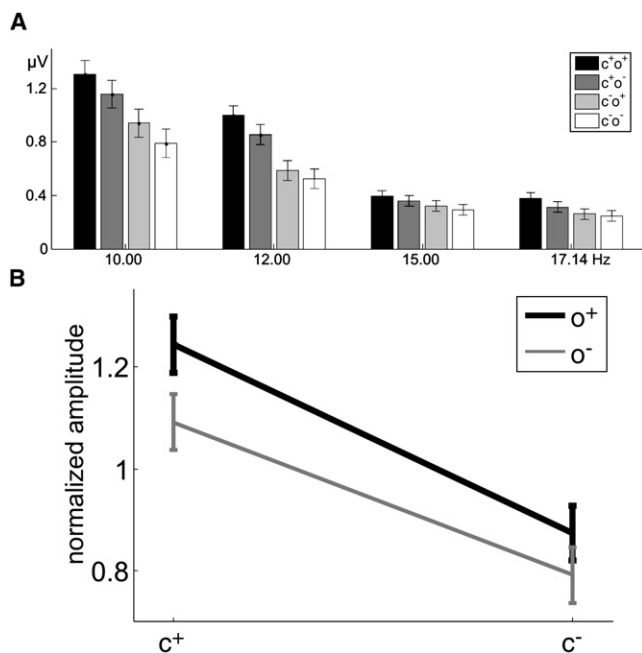 A
µV
1.2
0.8
0.4
0
10.00
12.00
15.00
17.14 Hz
c⁺o⁺
c⁺o⁻
c⁻o⁺
c⁻o⁻
B
normalized amplitude
1.2
1
0.8
c⁺
c⁻
o⁺
o⁻